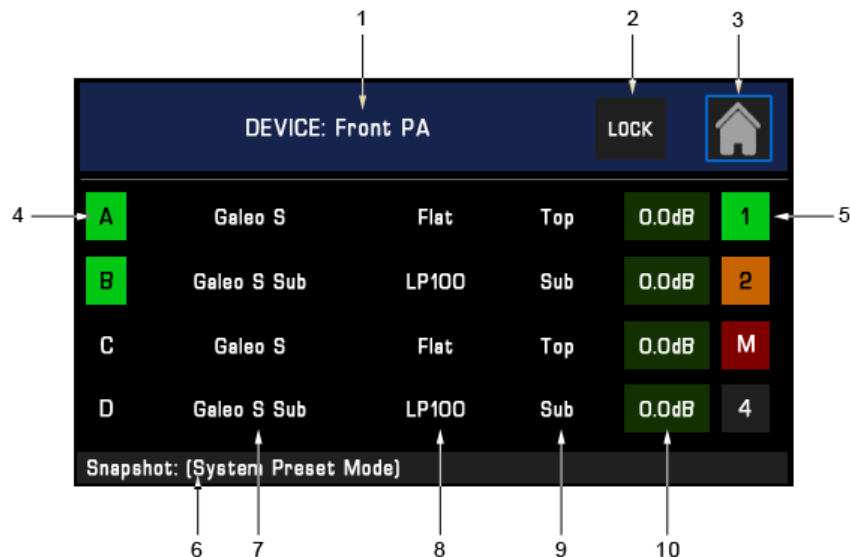 1 2 3
DEVICE: Front PA LOCK
4 A Galeo S Flat Top 0.0dB 1 5
B Galeo S Sub LP100 Sub 0.0dB 2
C Galeo S Flat Top 0.0dB M
D Galeo S Sub LP100 Sub 0.0dB 4
Snapshot: (System Preset Mode)
6 7 8 9 10